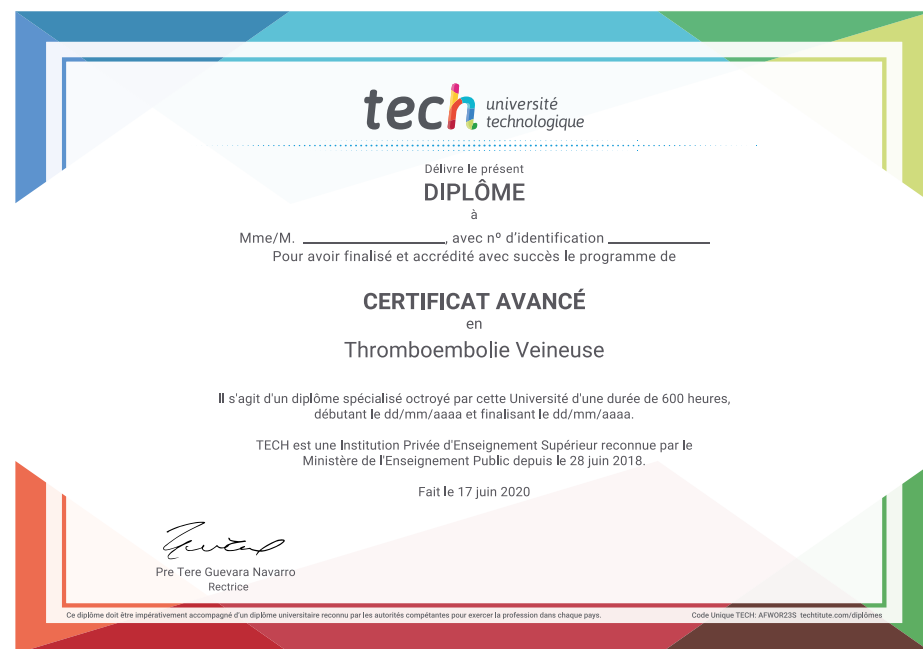 tech université
technologique
Délivre le présent
DIPLÔME
à
Mme/M. ____________________, avec nº d'identification ______________
Pour avoir finalisé et accrédité avec succès le programme de
CERTIFICAT AVANCÉ
en
Thromboembolie Veineuse
Il s'agit d'un diplôme spécialisé octroyé par cette Université d'une durée de 600 heures,
débutant le dd/mm/aaaa et finalisant le dd/mm/aaaa.
TECH est une Institution Privée d'Enseignement Supérieur reconnue par le
Ministère de l'Enseignement Public depuis le 28 juin 2018.
Fait le 17 juin 2020
Pre Tere Guevara Navarro
Rectrice
Ce diplôme doit être impérativement accompagné d'un diplôme universitaire reconnu par les autorités compétentes pour exercer la profession dans chaque pays.
Code Unique TECH: AFWOR23S techtitute.com/diplômes